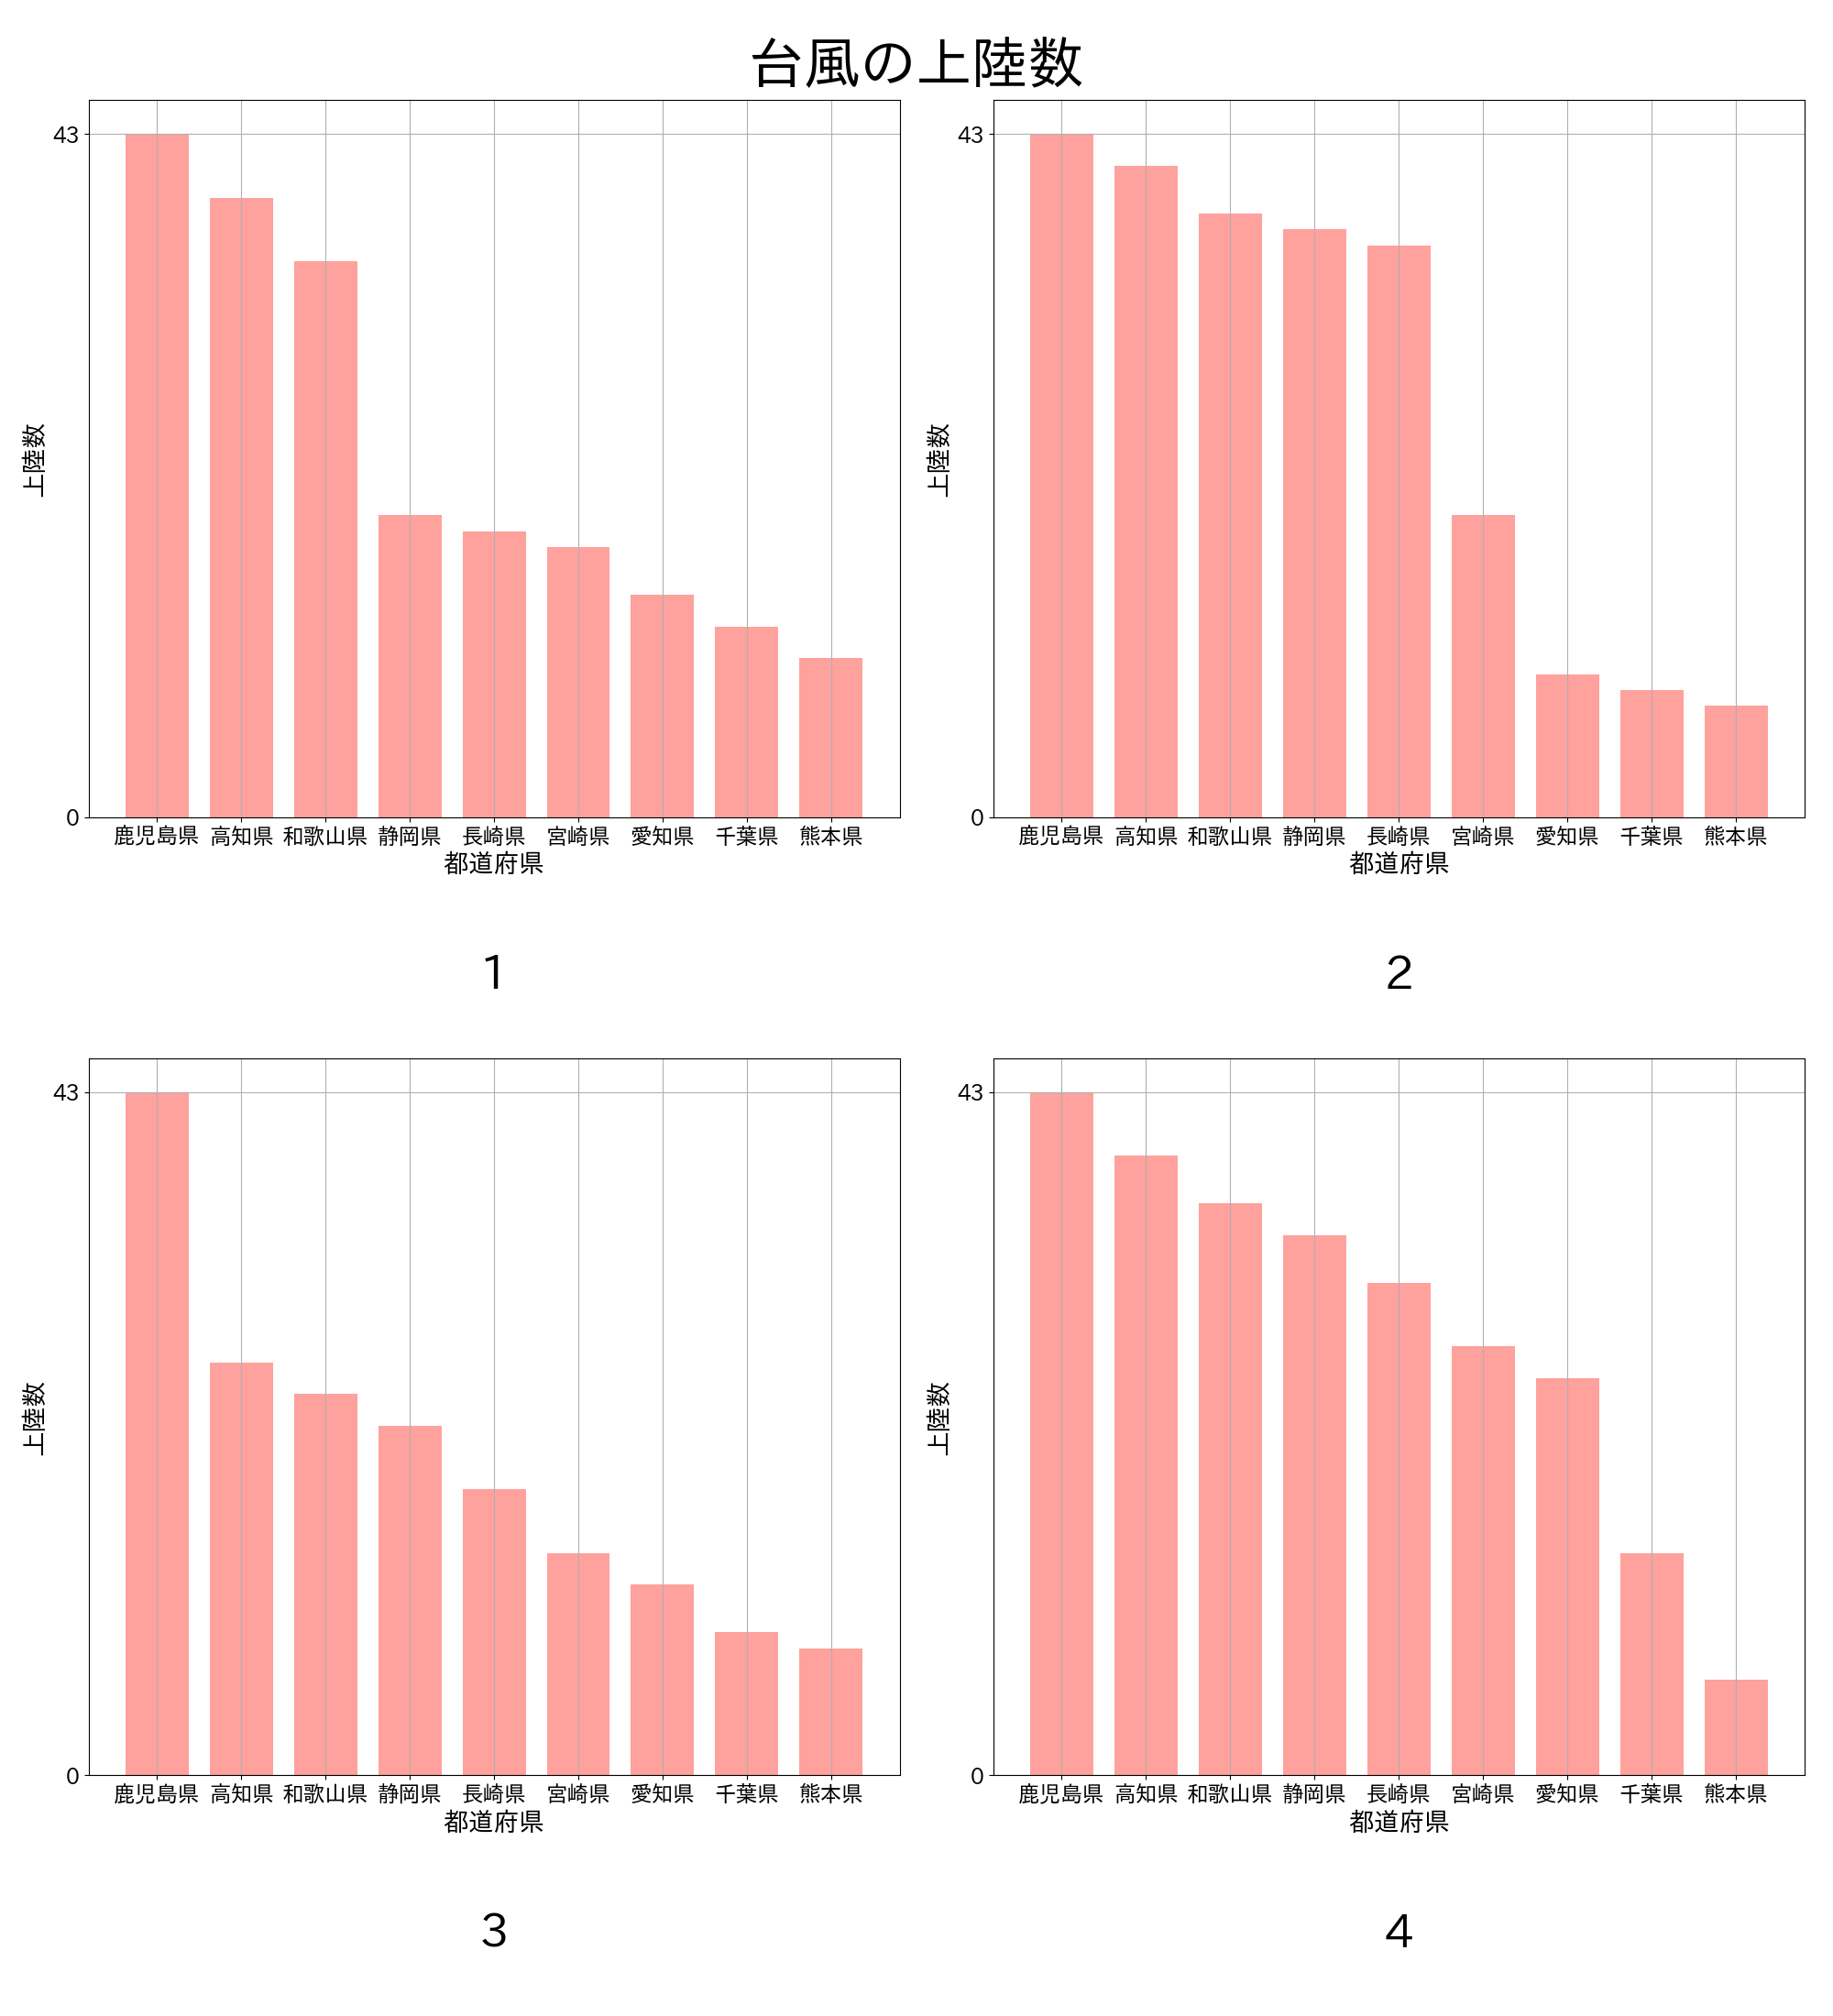 台風の上陸数
43
上陸数
0
鹿児島県 高知県 和歌山県 静岡県 長崎県 宮崎県 愛知県 千葉県 熊本県
都道府県
1
43
上陸数
0
鹿児島県 高知県 和歌山県 静岡県 長崎県 宮崎県 愛知県 千葉県 熊本県
都道府県
2
43
上陸数
0
鹿児島県 高知県 和歌山県 静岡県 長崎県 宮崎県 愛知県 千葉県 熊本県
都道府県
3
43
上陸数
0
鹿児島県 高知県 和歌山県 静岡県 長崎県 宮崎県 愛知県 千葉県 熊本県
都道府県
4